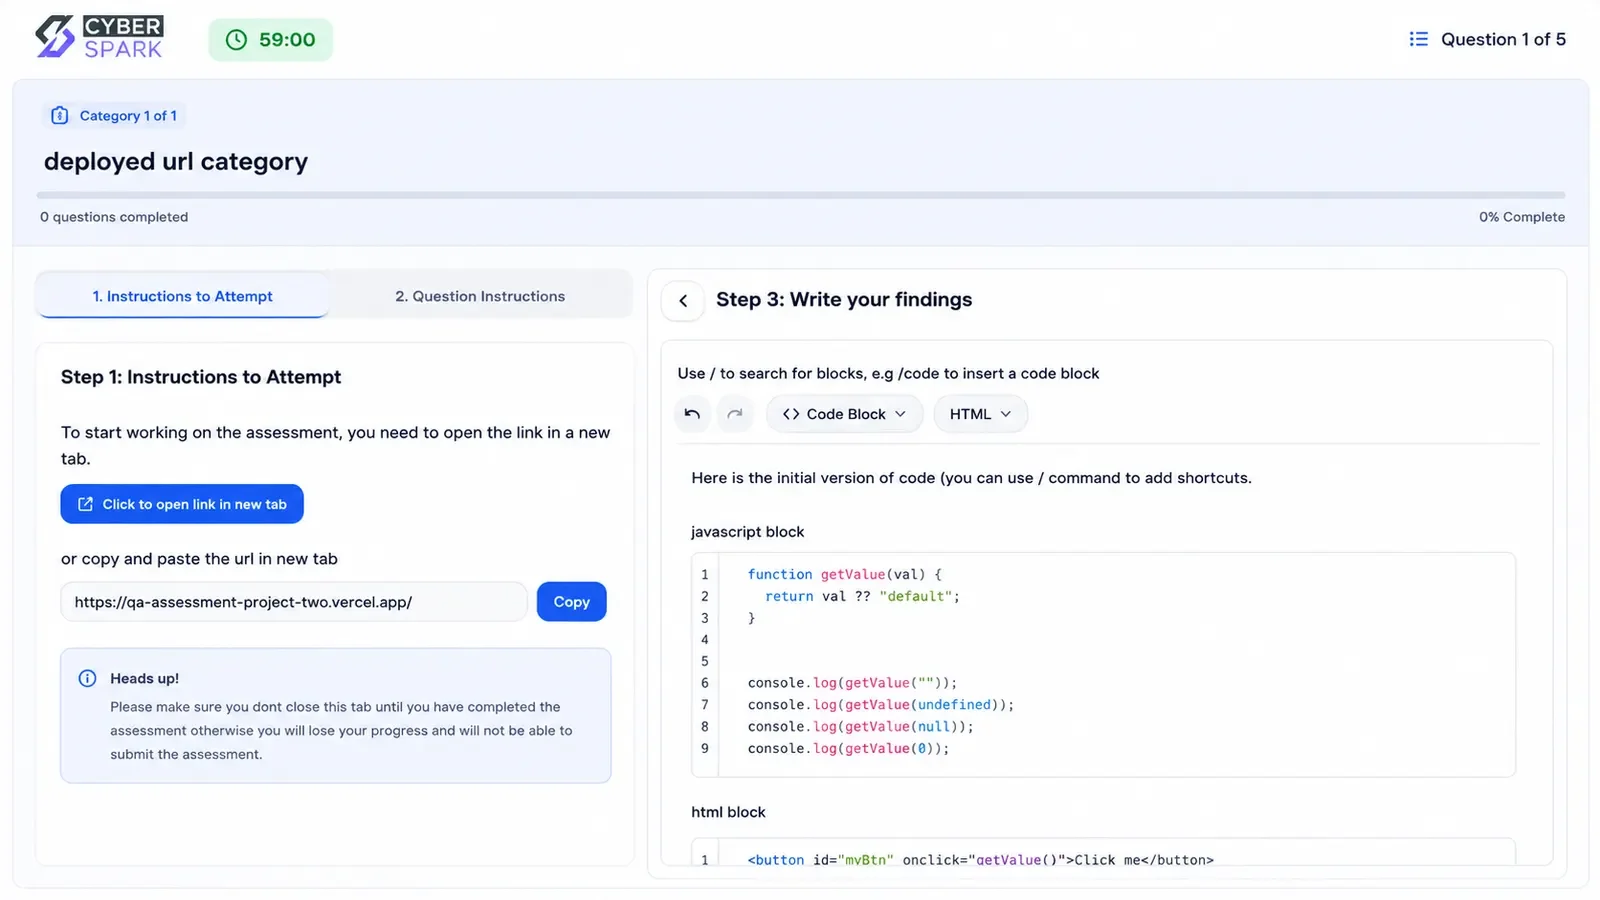 CYBER
SPARK
59:00
Question 1 of 5
Category 1 of 1
deployed url category
0 questions completed
0% Complete
1. Instructions to Attempt
2. Question Instructions
Step 1: Instructions to Attempt
To start working on the assessment, you need to open the link in a new
tab.
Click to open link in new tab
or copy and paste the url in new tab
https://qa-assessment-project-two.vercel.app/
Copy
Heads up!
Please make sure you dont close this tab until you have completed the
assessment otherwise you will lose your progress and will not be able to
submit the assessment.
Step 3: Write your findings
Use / to search for blocks, e.g /code to insert a code block
<> Code Block
HTML
Here is the initial version of code (you can use / command to add shortcuts.
javascript block
1 function getValue(val) {
2 return val ?? "default";
3 }
4
5
6 console.log(getValue(""));
7 console.log(getValue(undefined));
8 console.log(getValue(null));
9 console.log(getValue(0));
html block
1 <button id="myBtn" onclick="getValue()">Click me</button>